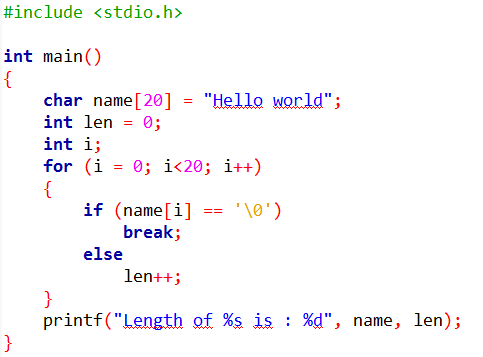 #include <stdio.h>
int main()
{
    char name[20] = "Hello world";
    int len = 0;
    int i;
    for (i = 0; i<20; i++)
    {
        if (name[i] == '\0')
            break;
        else
            len++;
    }
    printf("Length of %s is : %d", name, len);
}